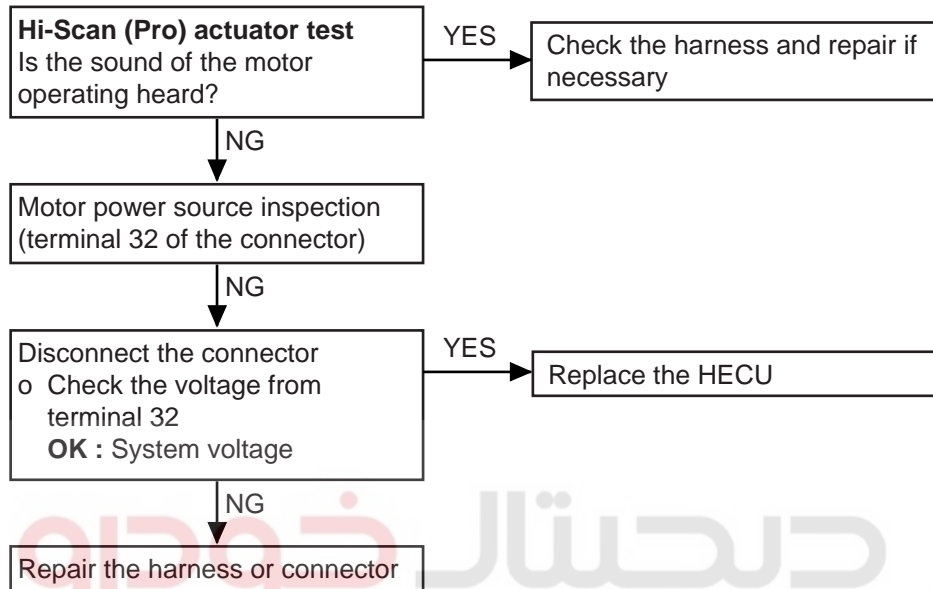 Hi-Scan (Pro) actuator test
Is the sound of the motor
operating heard?
YES
Check the harness and repair if
necessary
NG
Motor power source inspection
(terminal 32 of the connector)
NG
Disconnect the connector
o Check the voltage from
terminal 32
OK : System voltage
YES
Replace the HECU
NG
دیجیتال خودرو
Repair the harness or connector